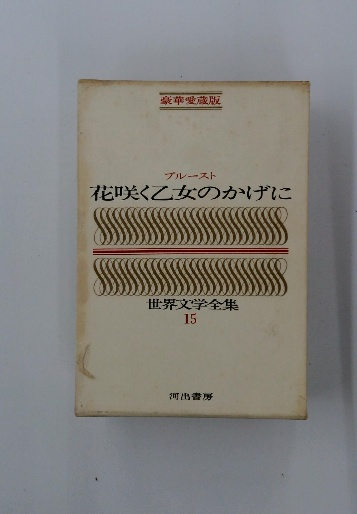 豪華愛蔵版
プルースト
花咲く乙女のかげに
世界文学全集
15
河出書房